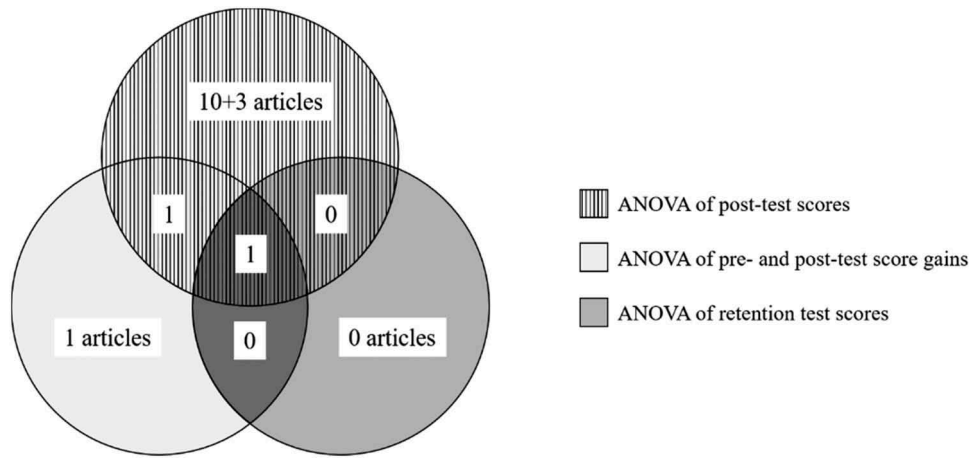 10+3 articles
1
0
1
1 articles
0
0 articles
ANOVA of post-test scores
ANOVA of pre- and post-test score gains
ANOVA of retention test scores